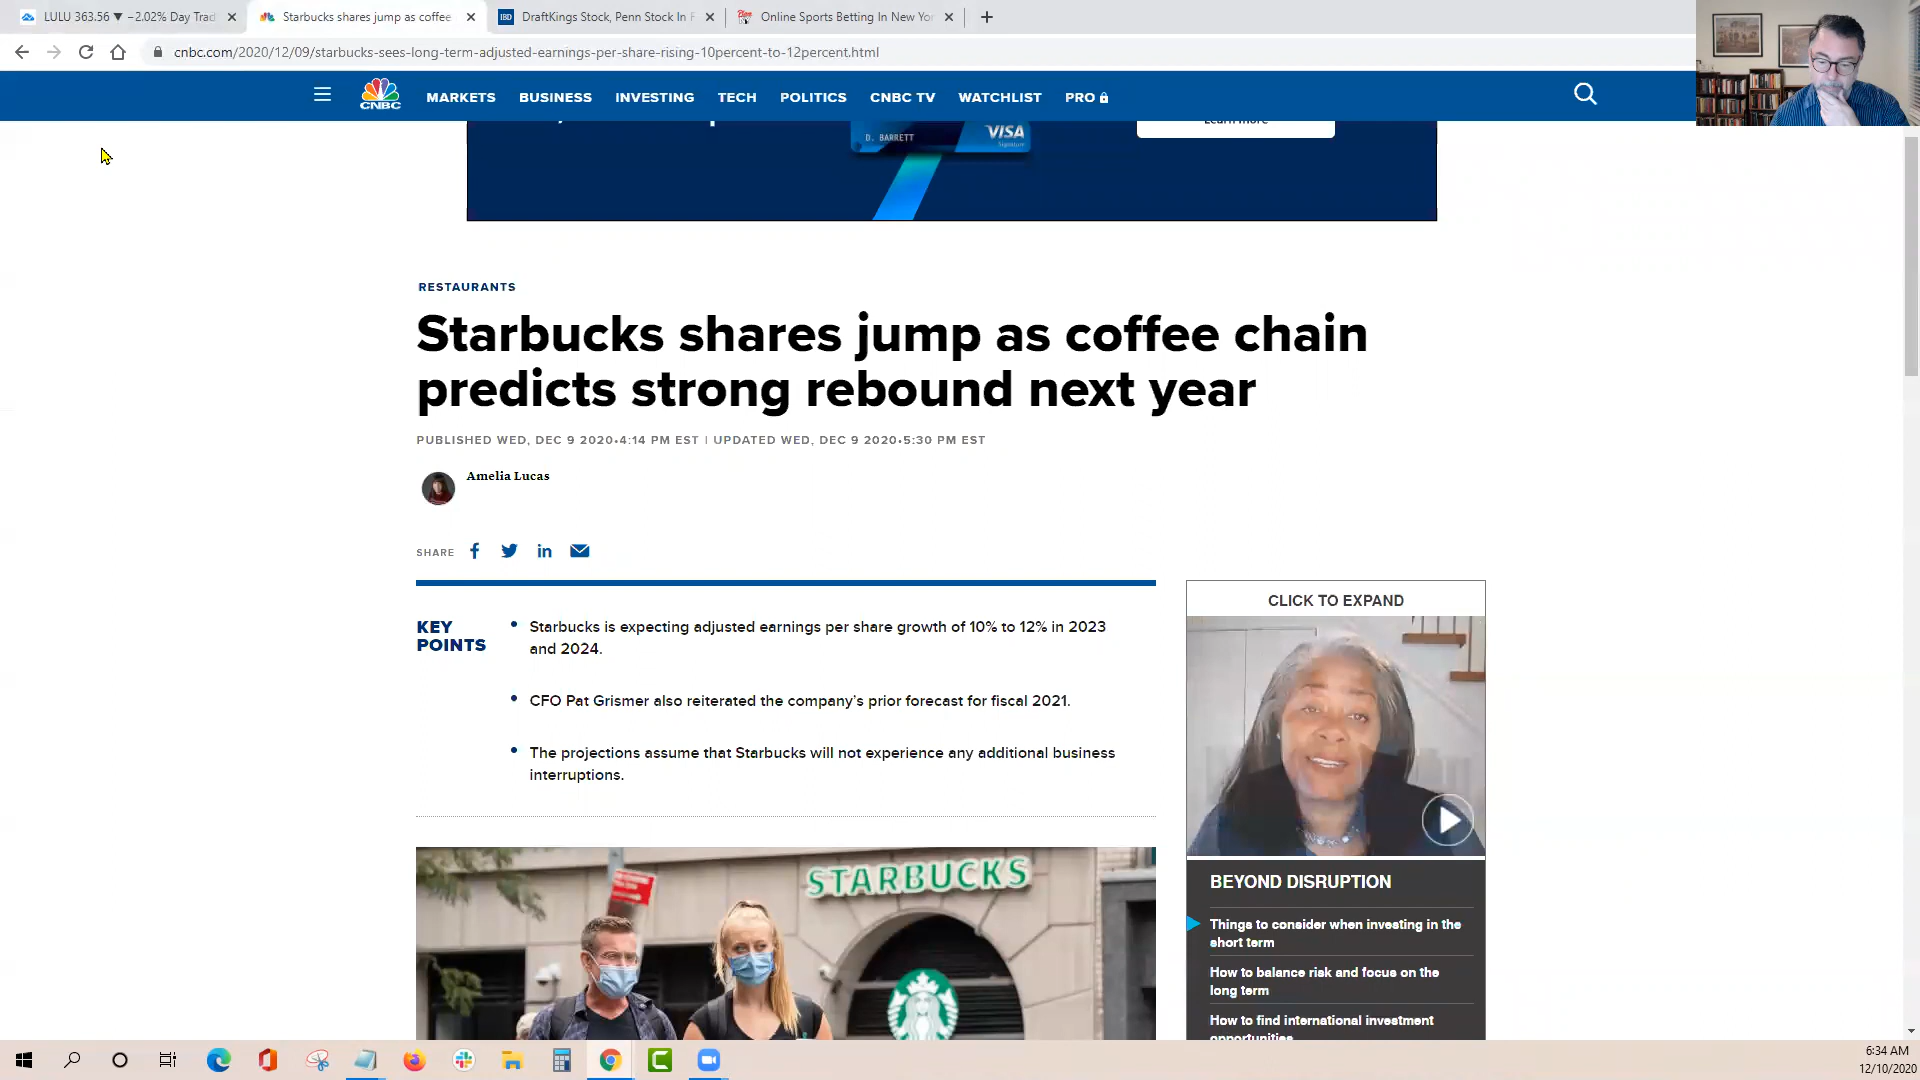 LULU 363.56 ▼ −2.02% Day Trad
Starbucks shares jump as coffee
DraftKings Stock, Penn Stock In F
Online Sports Betting In New Yor
cnbc.com/2020/12/09/starbucks-sees-long-term-adjusted-earnings-per-share-rising-10percent-to-12percent.html
CNBC
MARKETS BUSINESS INVESTING TECH POLITICS CNBC TV WATCHLIST PRO
D. BARRETT
VISA
Signature
Learn more
RESTAURANTS
Starbucks shares jump as coffee chain
predicts strong rebound next year
PUBLISHED WED, DEC 9 2020•4:14 PM EST | UPDATED WED, DEC 9 2020•5:30 PM EST
Amelia Lucas
SHARE
KEY
POINTS
Starbucks is expecting adjusted earnings per share growth of 10% to 12% in 2023
and 2024.
CFO Pat Grismer also reiterated the company's prior forecast for fiscal 2021.
The projections assume that Starbucks will not experience any additional business
interruptions.
STARBUCKS
CLICK TO EXPAND
BEYOND DISRUPTION
Things to consider when investing in the
short term
How to balance risk and focus on the
long term
How to find international investment
opportunities
6:34 AM
12/10/2020